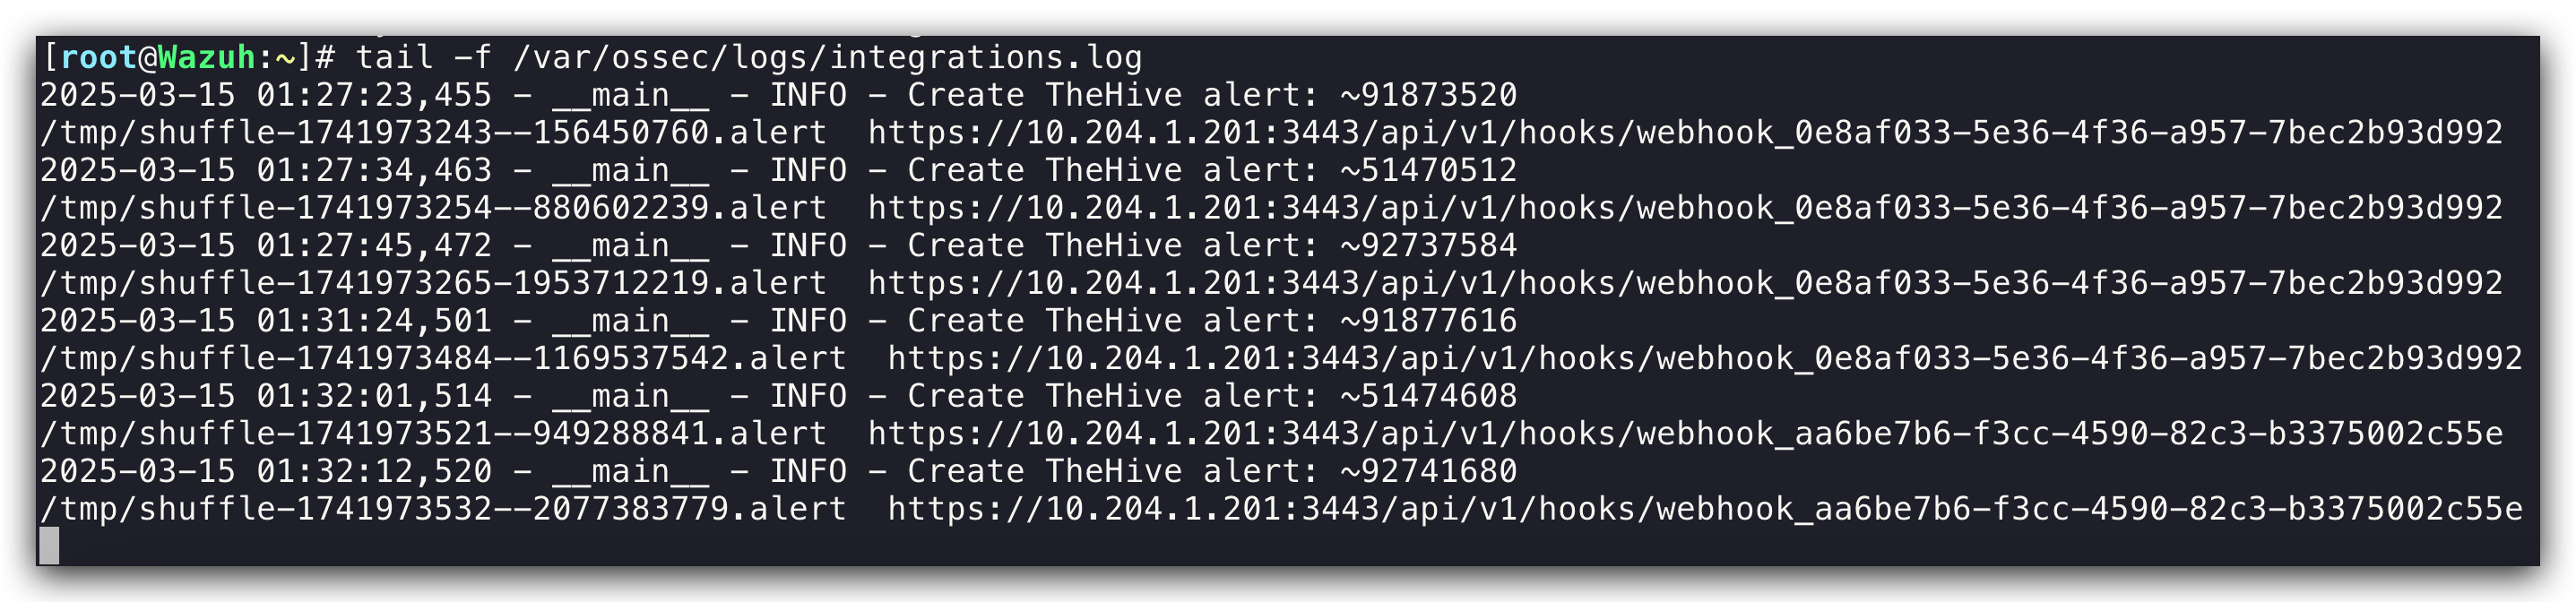 [root@Wazuh:~]# tail -f /var/ossec/logs/integrations.log
2025-03-15 01:27:23,455 - __main__ - INFO - Create TheHive alert: ~91873520
/tmp/shuffle-1741973243--156450760.alert  https://10.204.1.201:3443/api/v1/hooks/webhook_0e8af033-5e36-4f36-a957-7bec2b93d992
2025-03-15 01:27:34,463 - __main__ - INFO - Create TheHive alert: ~51470512
/tmp/shuffle-1741973254--880602239.alert  https://10.204.1.201:3443/api/v1/hooks/webhook_0e8af033-5e36-4f36-a957-7bec2b93d992
2025-03-15 01:27:45,472 - __main__ - INFO - Create TheHive alert: ~92737584
/tmp/shuffle-1741973265-1953712219.alert  https://10.204.1.201:3443/api/v1/hooks/webhook_0e8af033-5e36-4f36-a957-7bec2b93d992
2025-03-15 01:31:24,501 - __main__ - INFO - Create TheHive alert: ~91877616
/tmp/shuffle-1741973484--1169537542.alert  https://10.204.1.201:3443/api/v1/hooks/webhook_0e8af033-5e36-4f36-a957-7bec2b93d992
2025-03-15 01:32:01,514 - __main__ - INFO - Create TheHive alert: ~51474608
/tmp/shuffle-1741973521--949288841.alert  https://10.204.1.201:3443/api/v1/hooks/webhook_aa6be7b6-f3cc-4590-82c3-b3375002c55e
2025-03-15 01:32:12,520 - __main__ - INFO - Create TheHive alert: ~92741680
/tmp/shuffle-1741973532--2077383779.alert  https://10.204.1.201:3443/api/v1/hooks/webhook_aa6be7b6-f3cc-4590-82c3-b3375002c55e